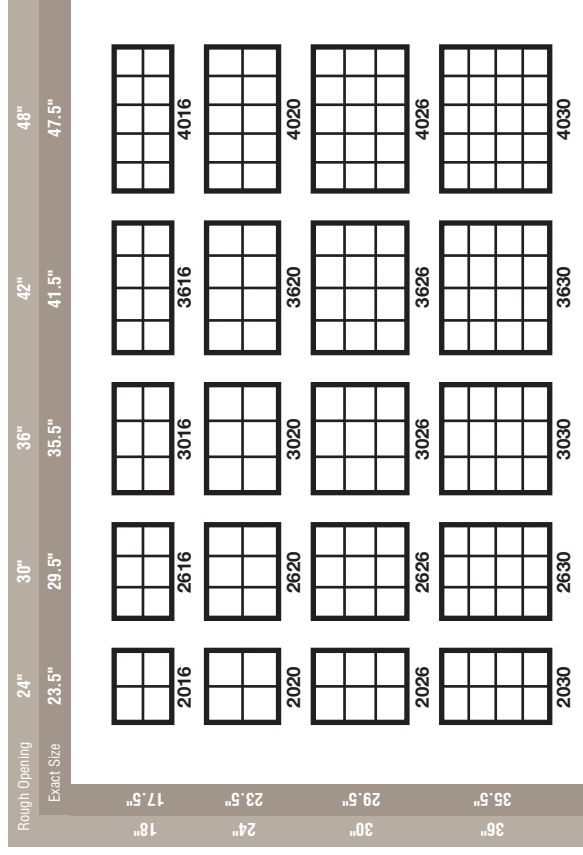 Rough Opening 24" 30" 36" 42" 48"
Exact Size 23.5" 29.5" 35.5" 41.5" 47.5"
18" 17.5"
2016 2616 3016 3616 4016
24" 23.5"
2020 2620 3020 3620 4020
30" 29.5"
2026 2626 3026 3626 4026
36" 35.5"
2030 2630 3030 3630 4030